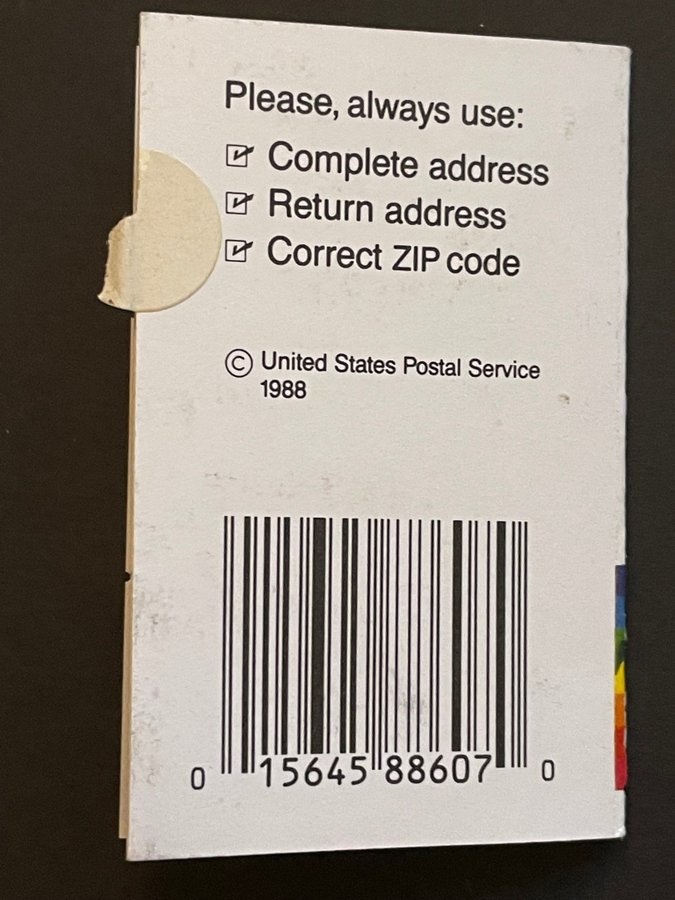 Please, always use:
Complete address
Return address
Correct ZIP code
© United States Postal Service
1988
0 15645 88607 0